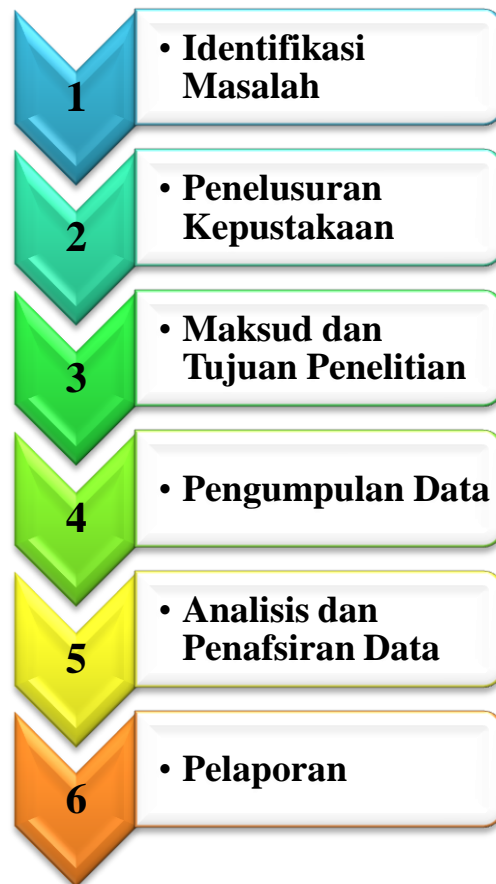 1
• Identifikasi
Masalah
2
• Penelusuran
Kepustakaan
3
• Maksud dan
Tujuan Penelitian
4
• Pengumpulan Data
5
• Analisis dan
Penafsiran Data
6
• Pelaporan